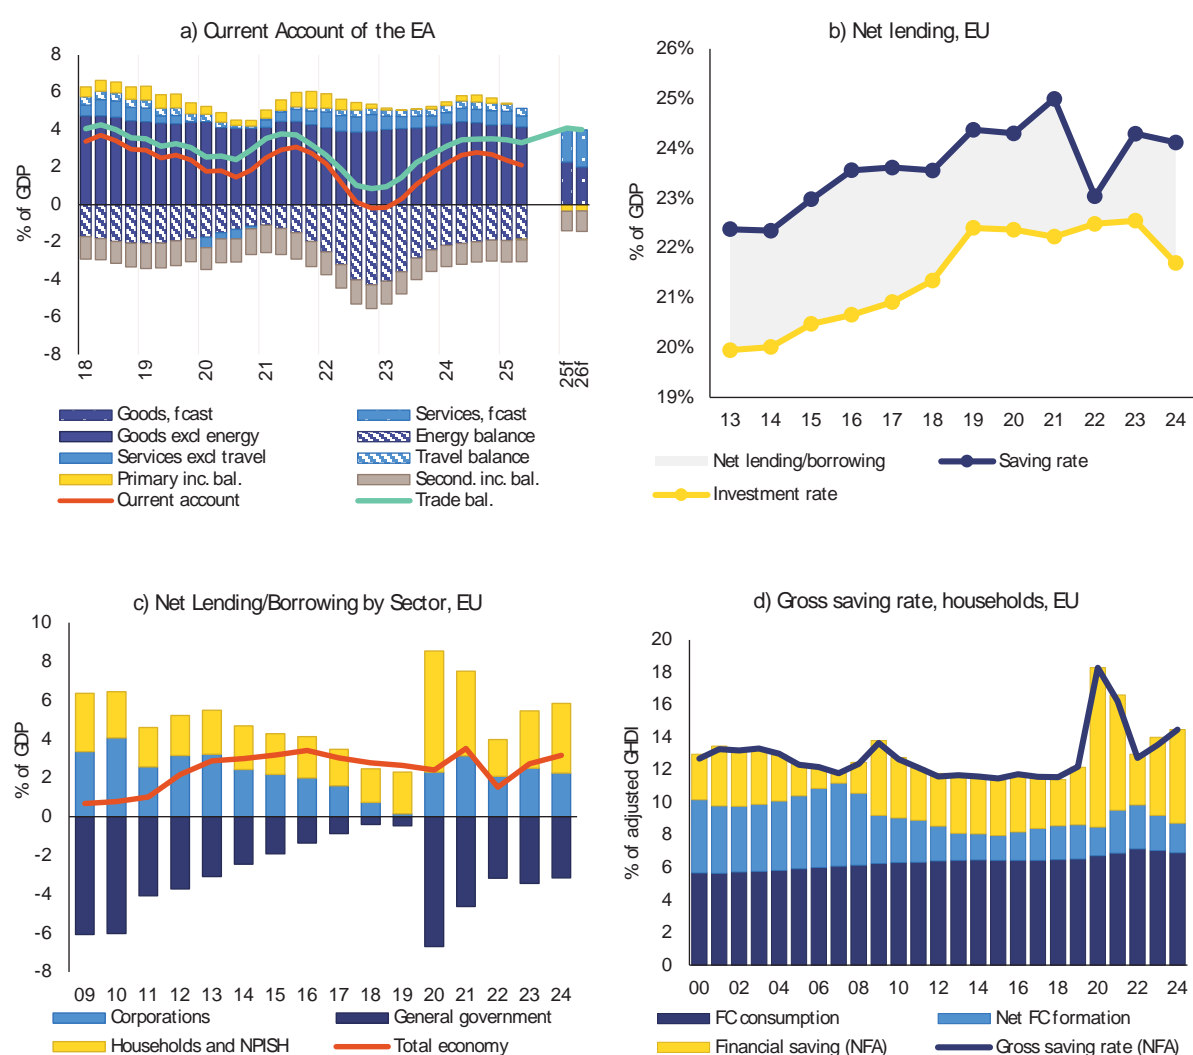 a) Current Account of the EA
8
6
4
2
0
-2
-4
-6
-8
% of GDP
18 19 20 21 22 23 24 25 25f 26f
Goods, fcast Services, fcast
Goods excl energy Energy balance
Services excl travel Travel balance
Primary inc. bal. Second. inc. bal.
Current account Trade bal.
b) Net lending, EU
26%
25%
24%
23%
22%
21%
20%
19%
% of GDP
13 14 15 16 17 18 19 20 21 22 23 24
Net lending/borrowing Saving rate
Investment rate
c) Net Lending/Borrowing by Sector, EU
10
8
6
4
2
0
-2
-4
-6
-8
% of GDP
09 10 11 12 13 14 15 16 17 18 19 20 21 22 23 24
Corporations General government
Households and NPISH Total economy
d) Gross saving rate, households, EU
20
18
16
14
12
10
8
6
4
2
0
% of adjusted GHDI
00 02 04 06 08 10 12 14 16 18 20 22 24
FC consumption Net FC formation
Financial saving (NFA) Gross saving rate (NFA)